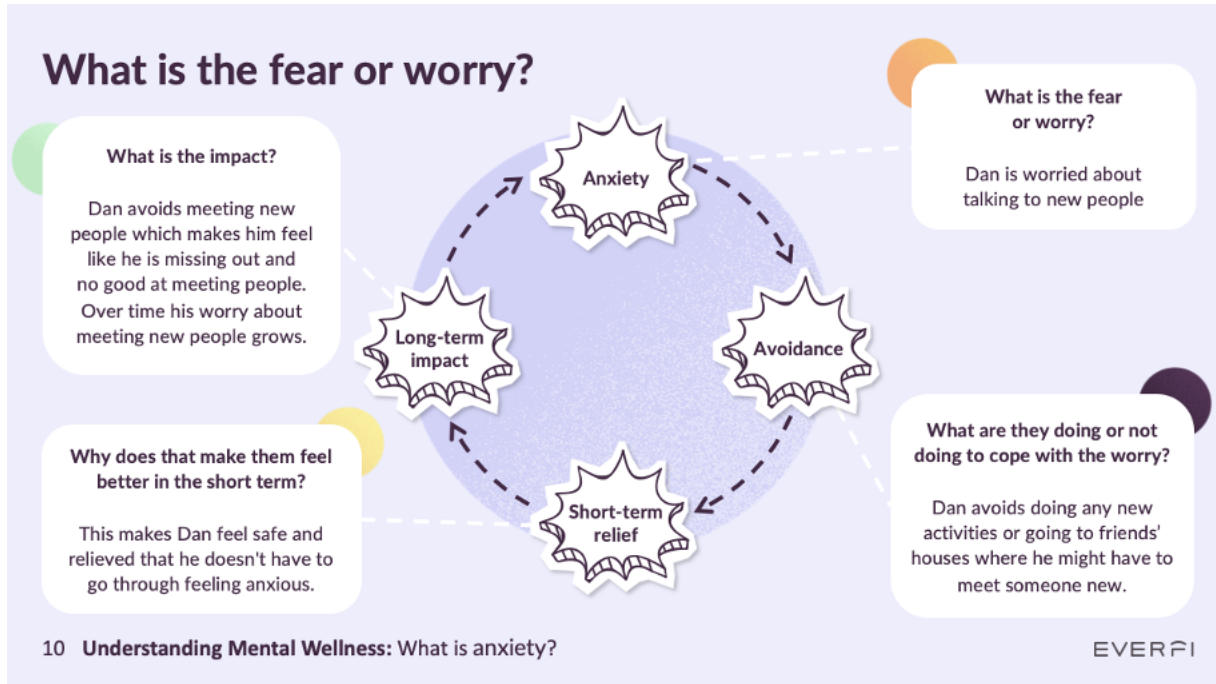 What is the fear or worry?
What is the impact?
Dan avoids meeting new
people which makes him feel
like he is missing out and
no good at meeting people.
Over time his worry about
meeting new people grows.
Anxiety
What is the fear
or worry?
Dan is worried about
talking to new people
Long-term
impact
Avoidance
Why does that make them feel
better in the short term?
This makes Dan feel safe and
relieved that he doesn't have to
go through feeling anxious.
Short-term
relief
What are they doing or not
doing to cope with the worry?
Dan avoids doing any new
activities or going to friends'
houses where he might have to
meet someone new.
10 Understanding Mental Wellness: What is anxiety?
EVERFI